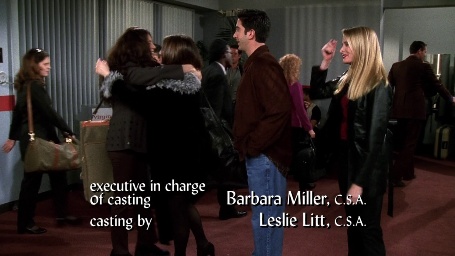 executive in charge
of casting Barbara Miller, C.S.A.
casting by Leslie Litt, C.S.A.